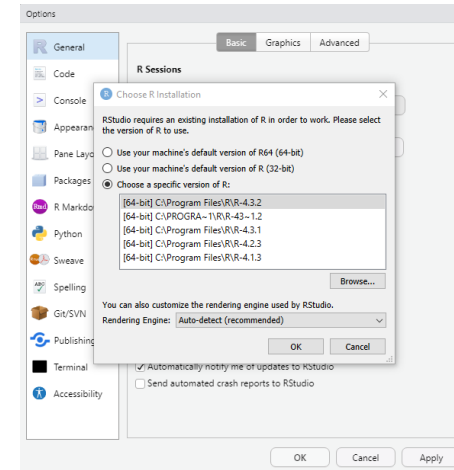 Options
General
Code
Console
Appearan
Pane Layo
Packages
R Markdo
Python
Sweave
Spelling
Git/SVN
Publishing
Terminal
Accessibility
Basic Graphics Advanced
R Sessions
Choose R Installation
RStudio requires an existing installation of R in order to work. Please select
the version of R to use.
Use your machine's default version of R64 (64-bit)
Use your machine's default version of R (32-bit)
Choose a specific version of R:
[64-bit] C:\Program Files\R\R-4.3.2
[64-bit] C:\PROGRA~1\R\R-43~1.2
[64-bit] C:\Program Files\R\R-4.3.1
[64-bit] C:\Program Files\R\R-4.2.3
[64-bit] C:\Program Files\R\R-4.1.3
Browse...
You can also customize the rendering engine used by RStudio.
Rendering Engine: Auto-detect (recommended)
OK Cancel
Automatically notify me of updates to RStudio
Send automated crash reports to RStudio
OK Cancel Apply